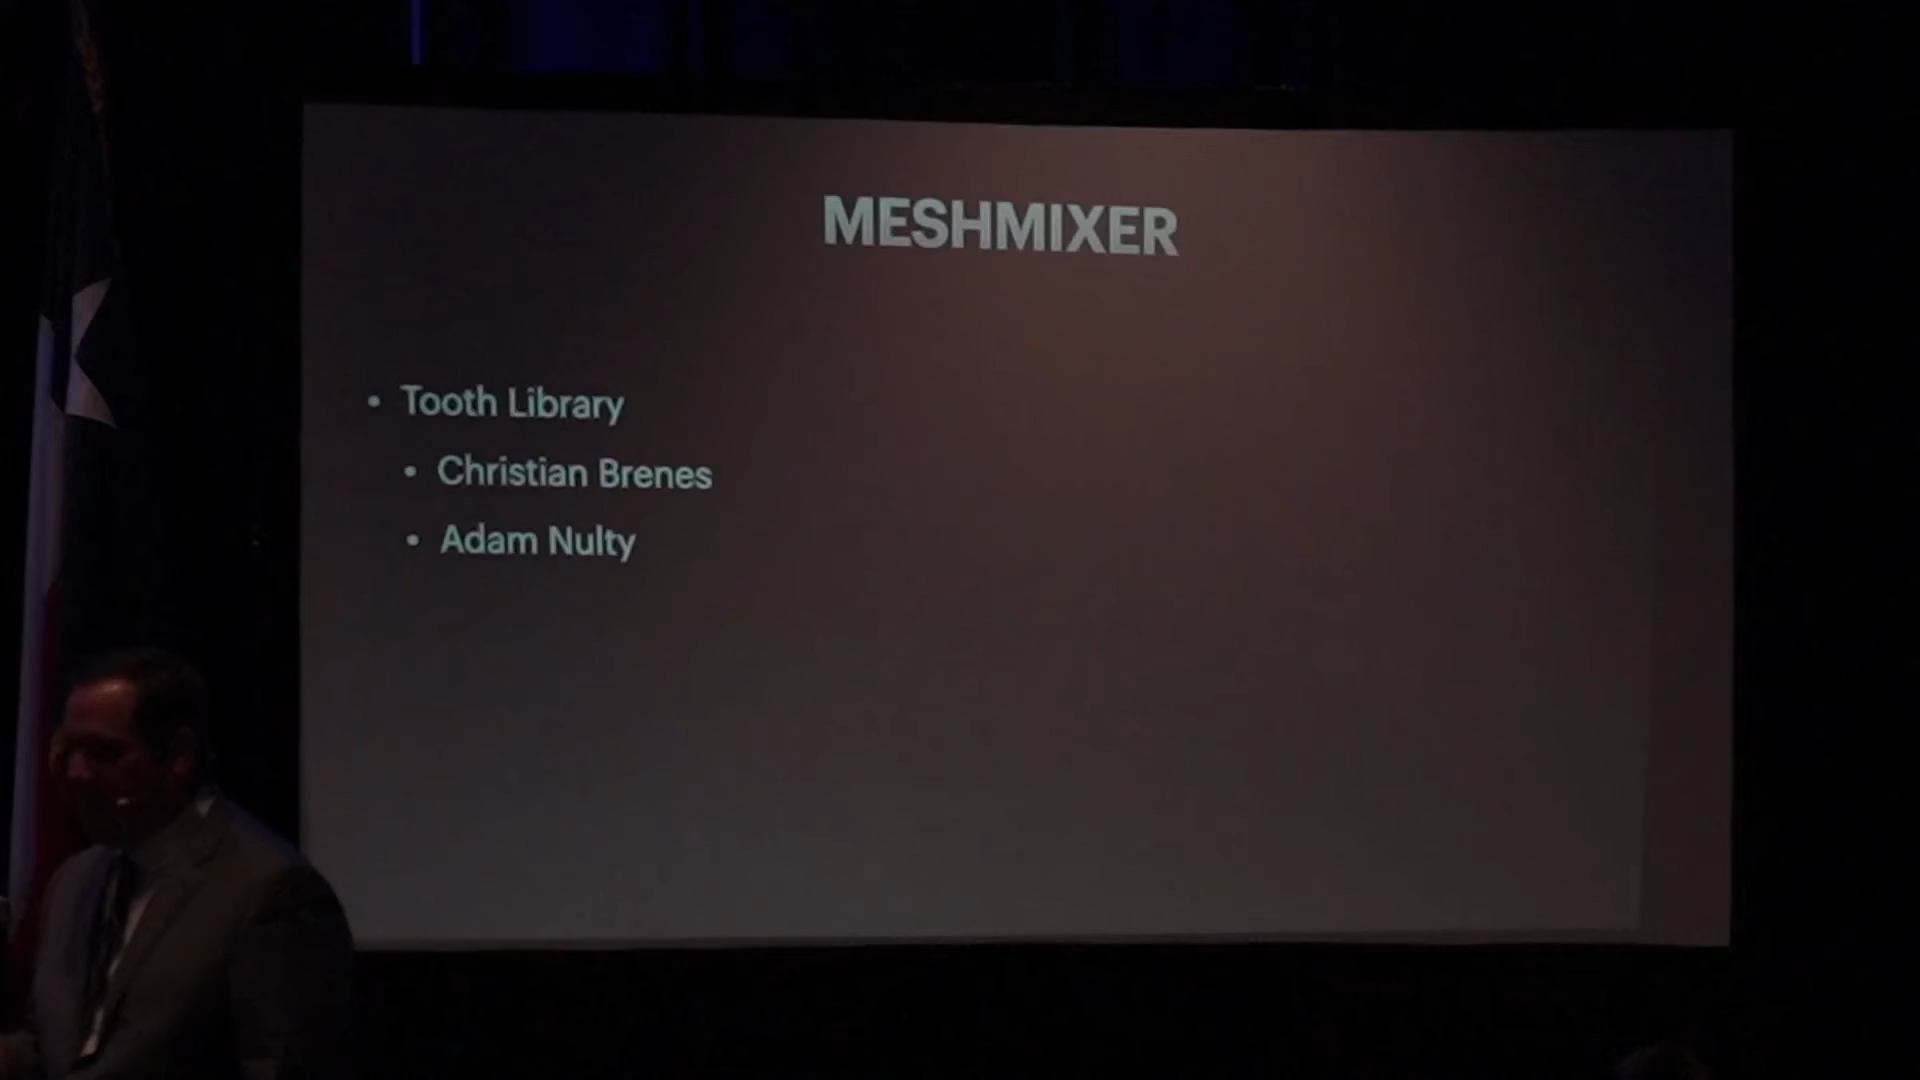 MESHMIXER
• Tooth Library
• Christian Brenes
• Adam Nulty